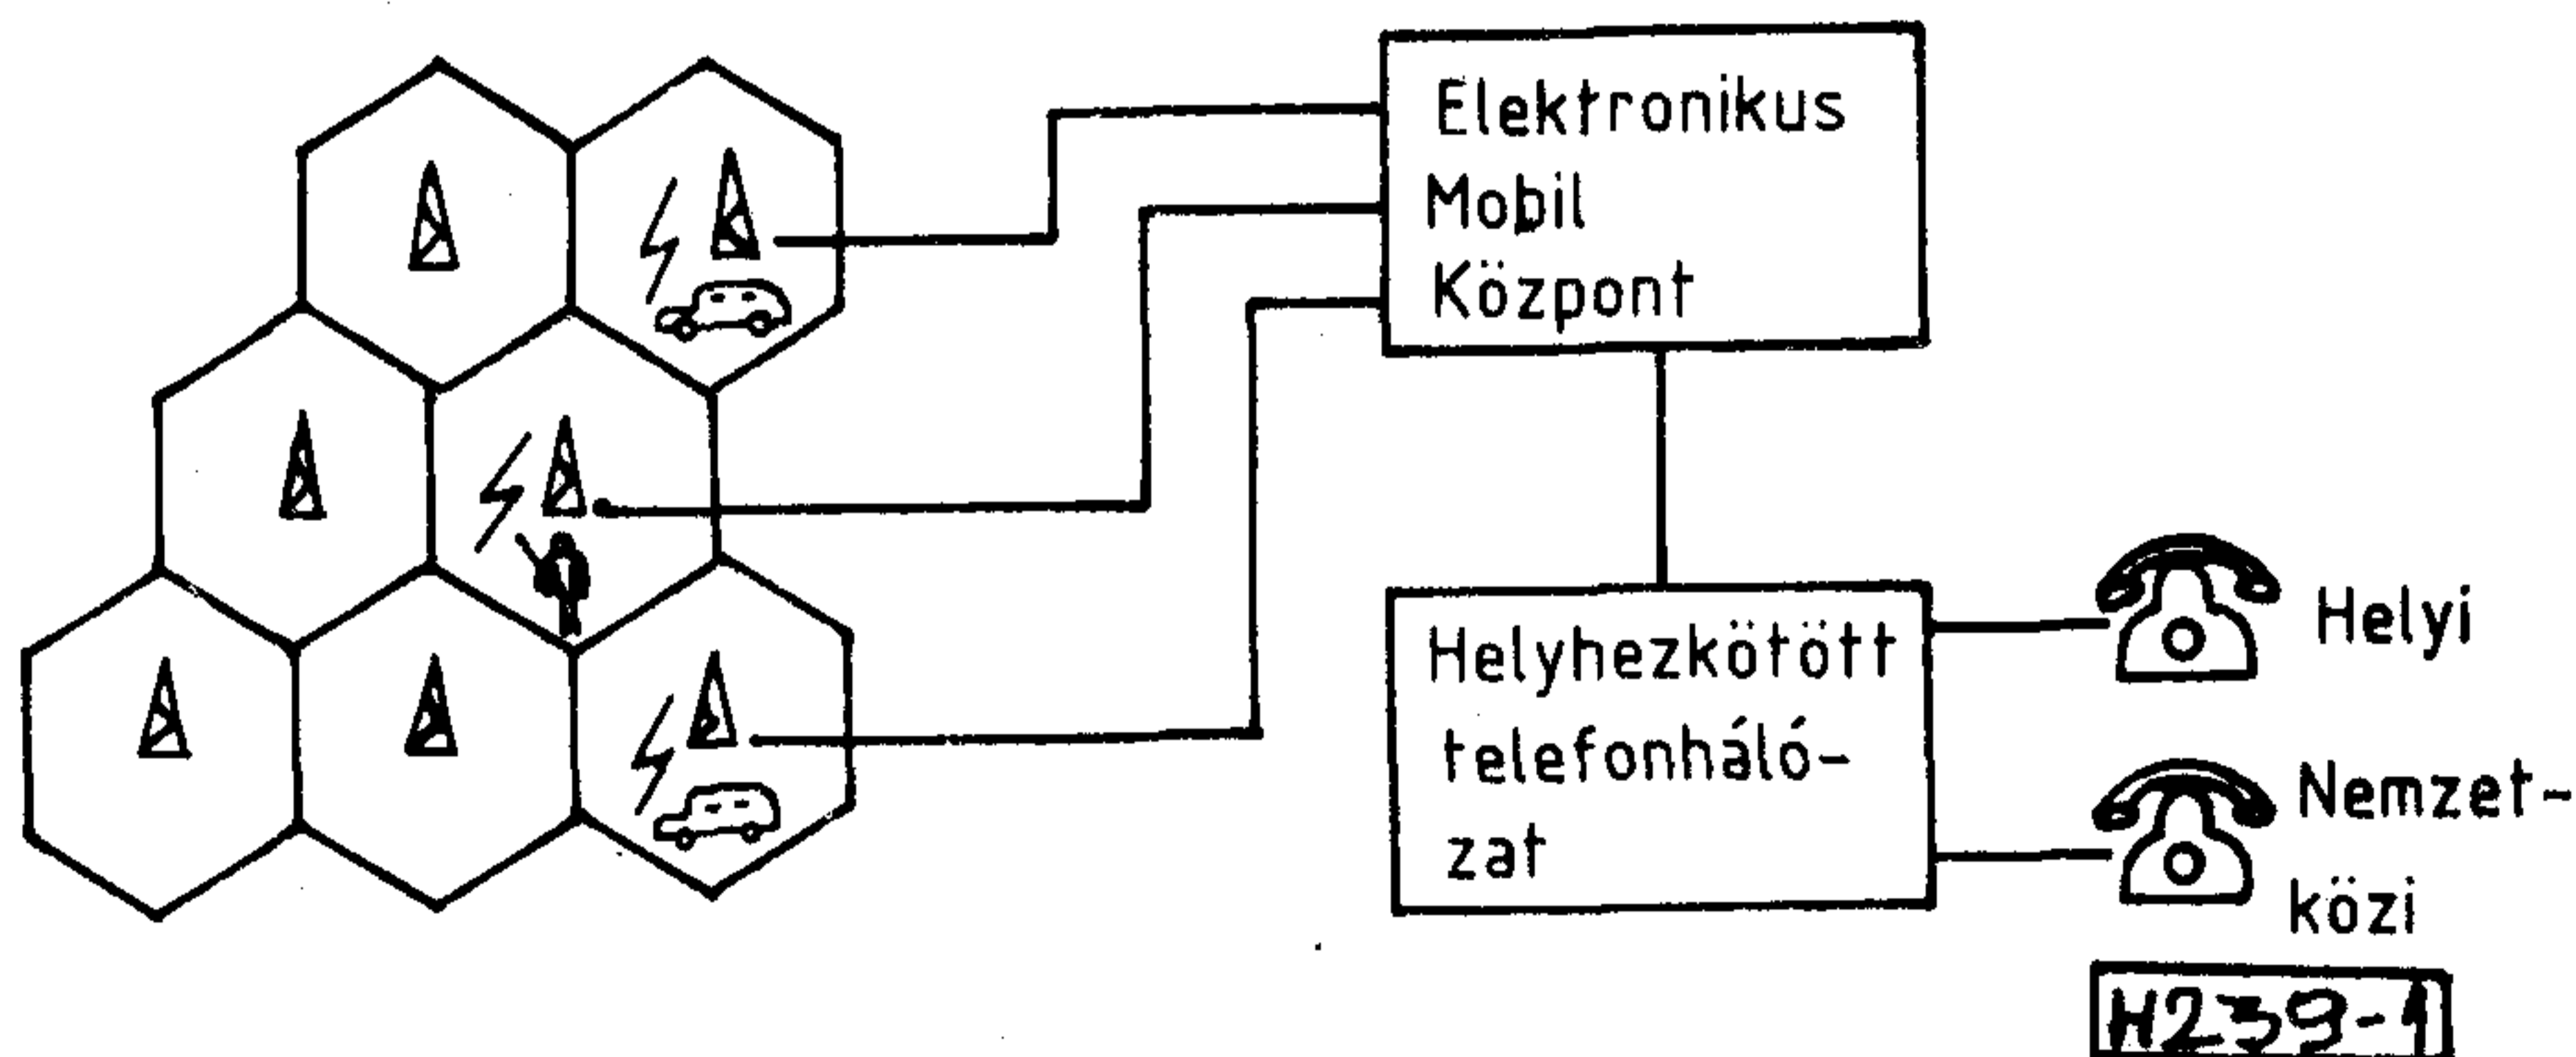 Elektronikus
Mobil
Központ
Helyhezkötött
telefonháló-
zat
Helyi
Nemzet-
közi
H239-1